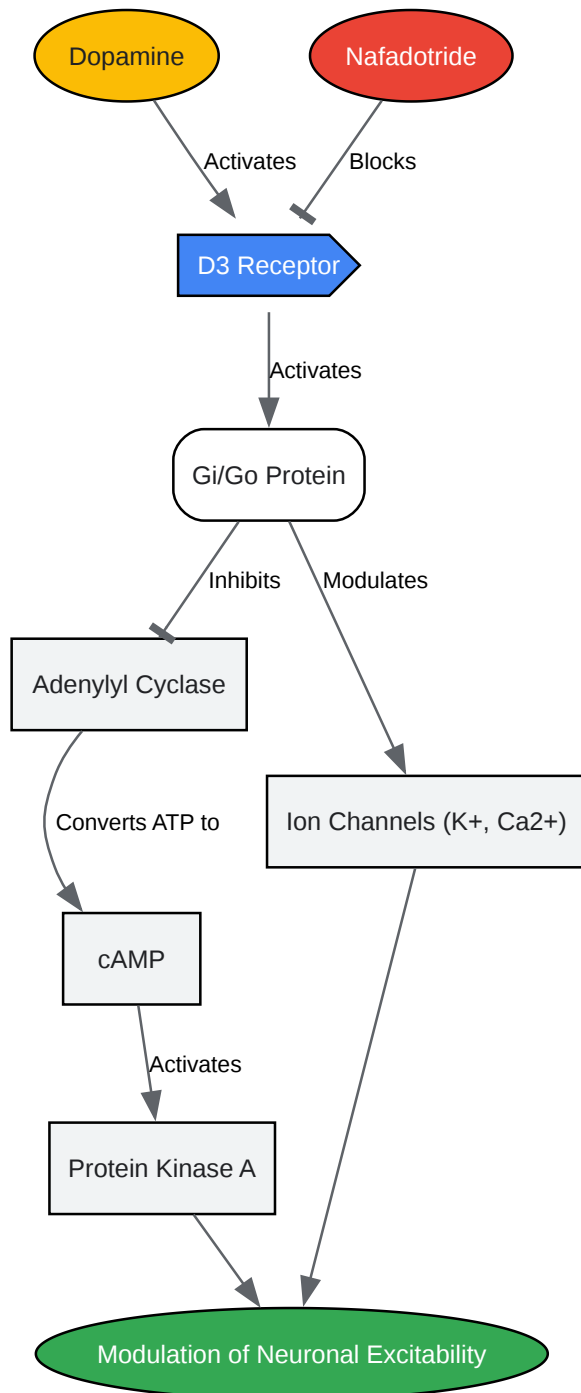 Dopamine
Nafadotride
Activates
Blocks
D3 Receptor
Activates
Gi/Go Protein
Inhibits
Modulates
Adenylyl Cyclase
Converts ATP to
Ion Channels (K+, Ca2+)
cAMP
Activates
Protein Kinase A
Modulation of Neuronal Excitability